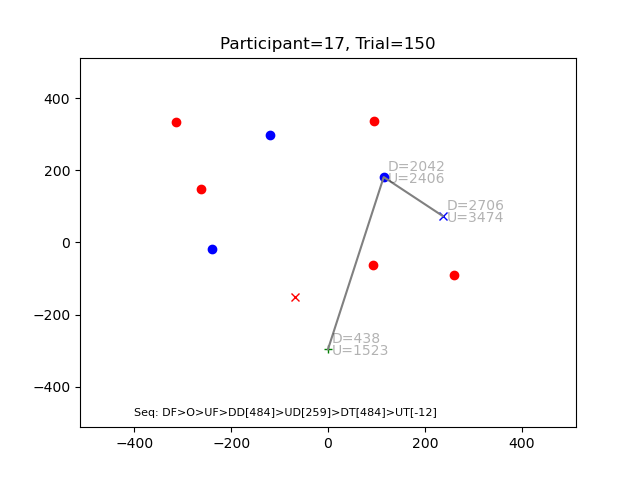 Participant=17, Trial=150
400
200
0
−200
−400
D=2042
U=2406
D=2706
U=3474
D=438
U=1523
Seq: DF>O>UF>DD[484]>UD[259]>DT[484]>UT[-12]
−400
−200
0
200
400